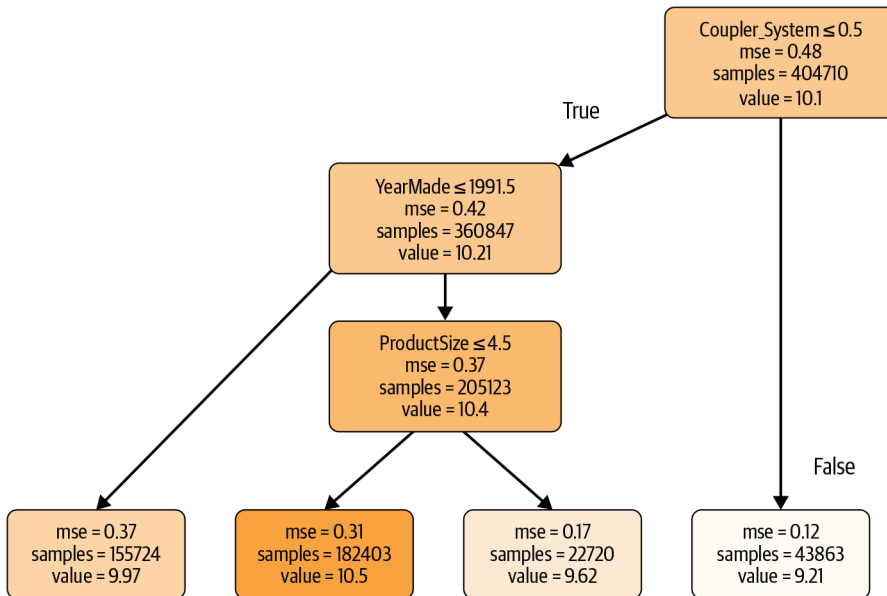 Coupler_System ≤ 0.5
mse = 0.48
samples = 404710
value = 10.1
True
YearMade ≤ 1991.5
mse = 0.42
samples = 360847
value = 10.21
ProductSize ≤ 4.5
mse = 0.37
samples = 205123
value = 10.4
False
mse = 0.37
samples = 155724
value = 9.97
mse = 0.31
samples = 182403
value = 10.5
mse = 0.17
samples = 22720
value = 9.62
mse = 0.12
samples = 43863
value = 9.21